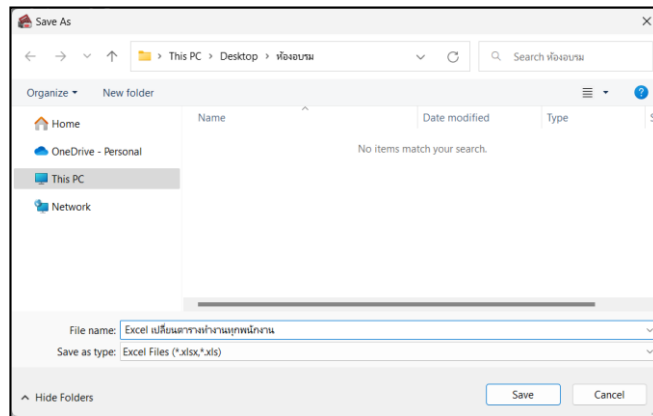 Save As
This PC > Desktop > ห้องอบรม
Search ห้องอบรม
Organize
New folder
Name
Date modified
Type
Home
OneDrive - Personal
This PC
Network
No items match your search.
File name: Excel เปลี่ยนตารางทำงานทุกพนักงาน
Save as type: Excel Files (*.xlsx,*.xls)
Hide Folders
Save
Cancel